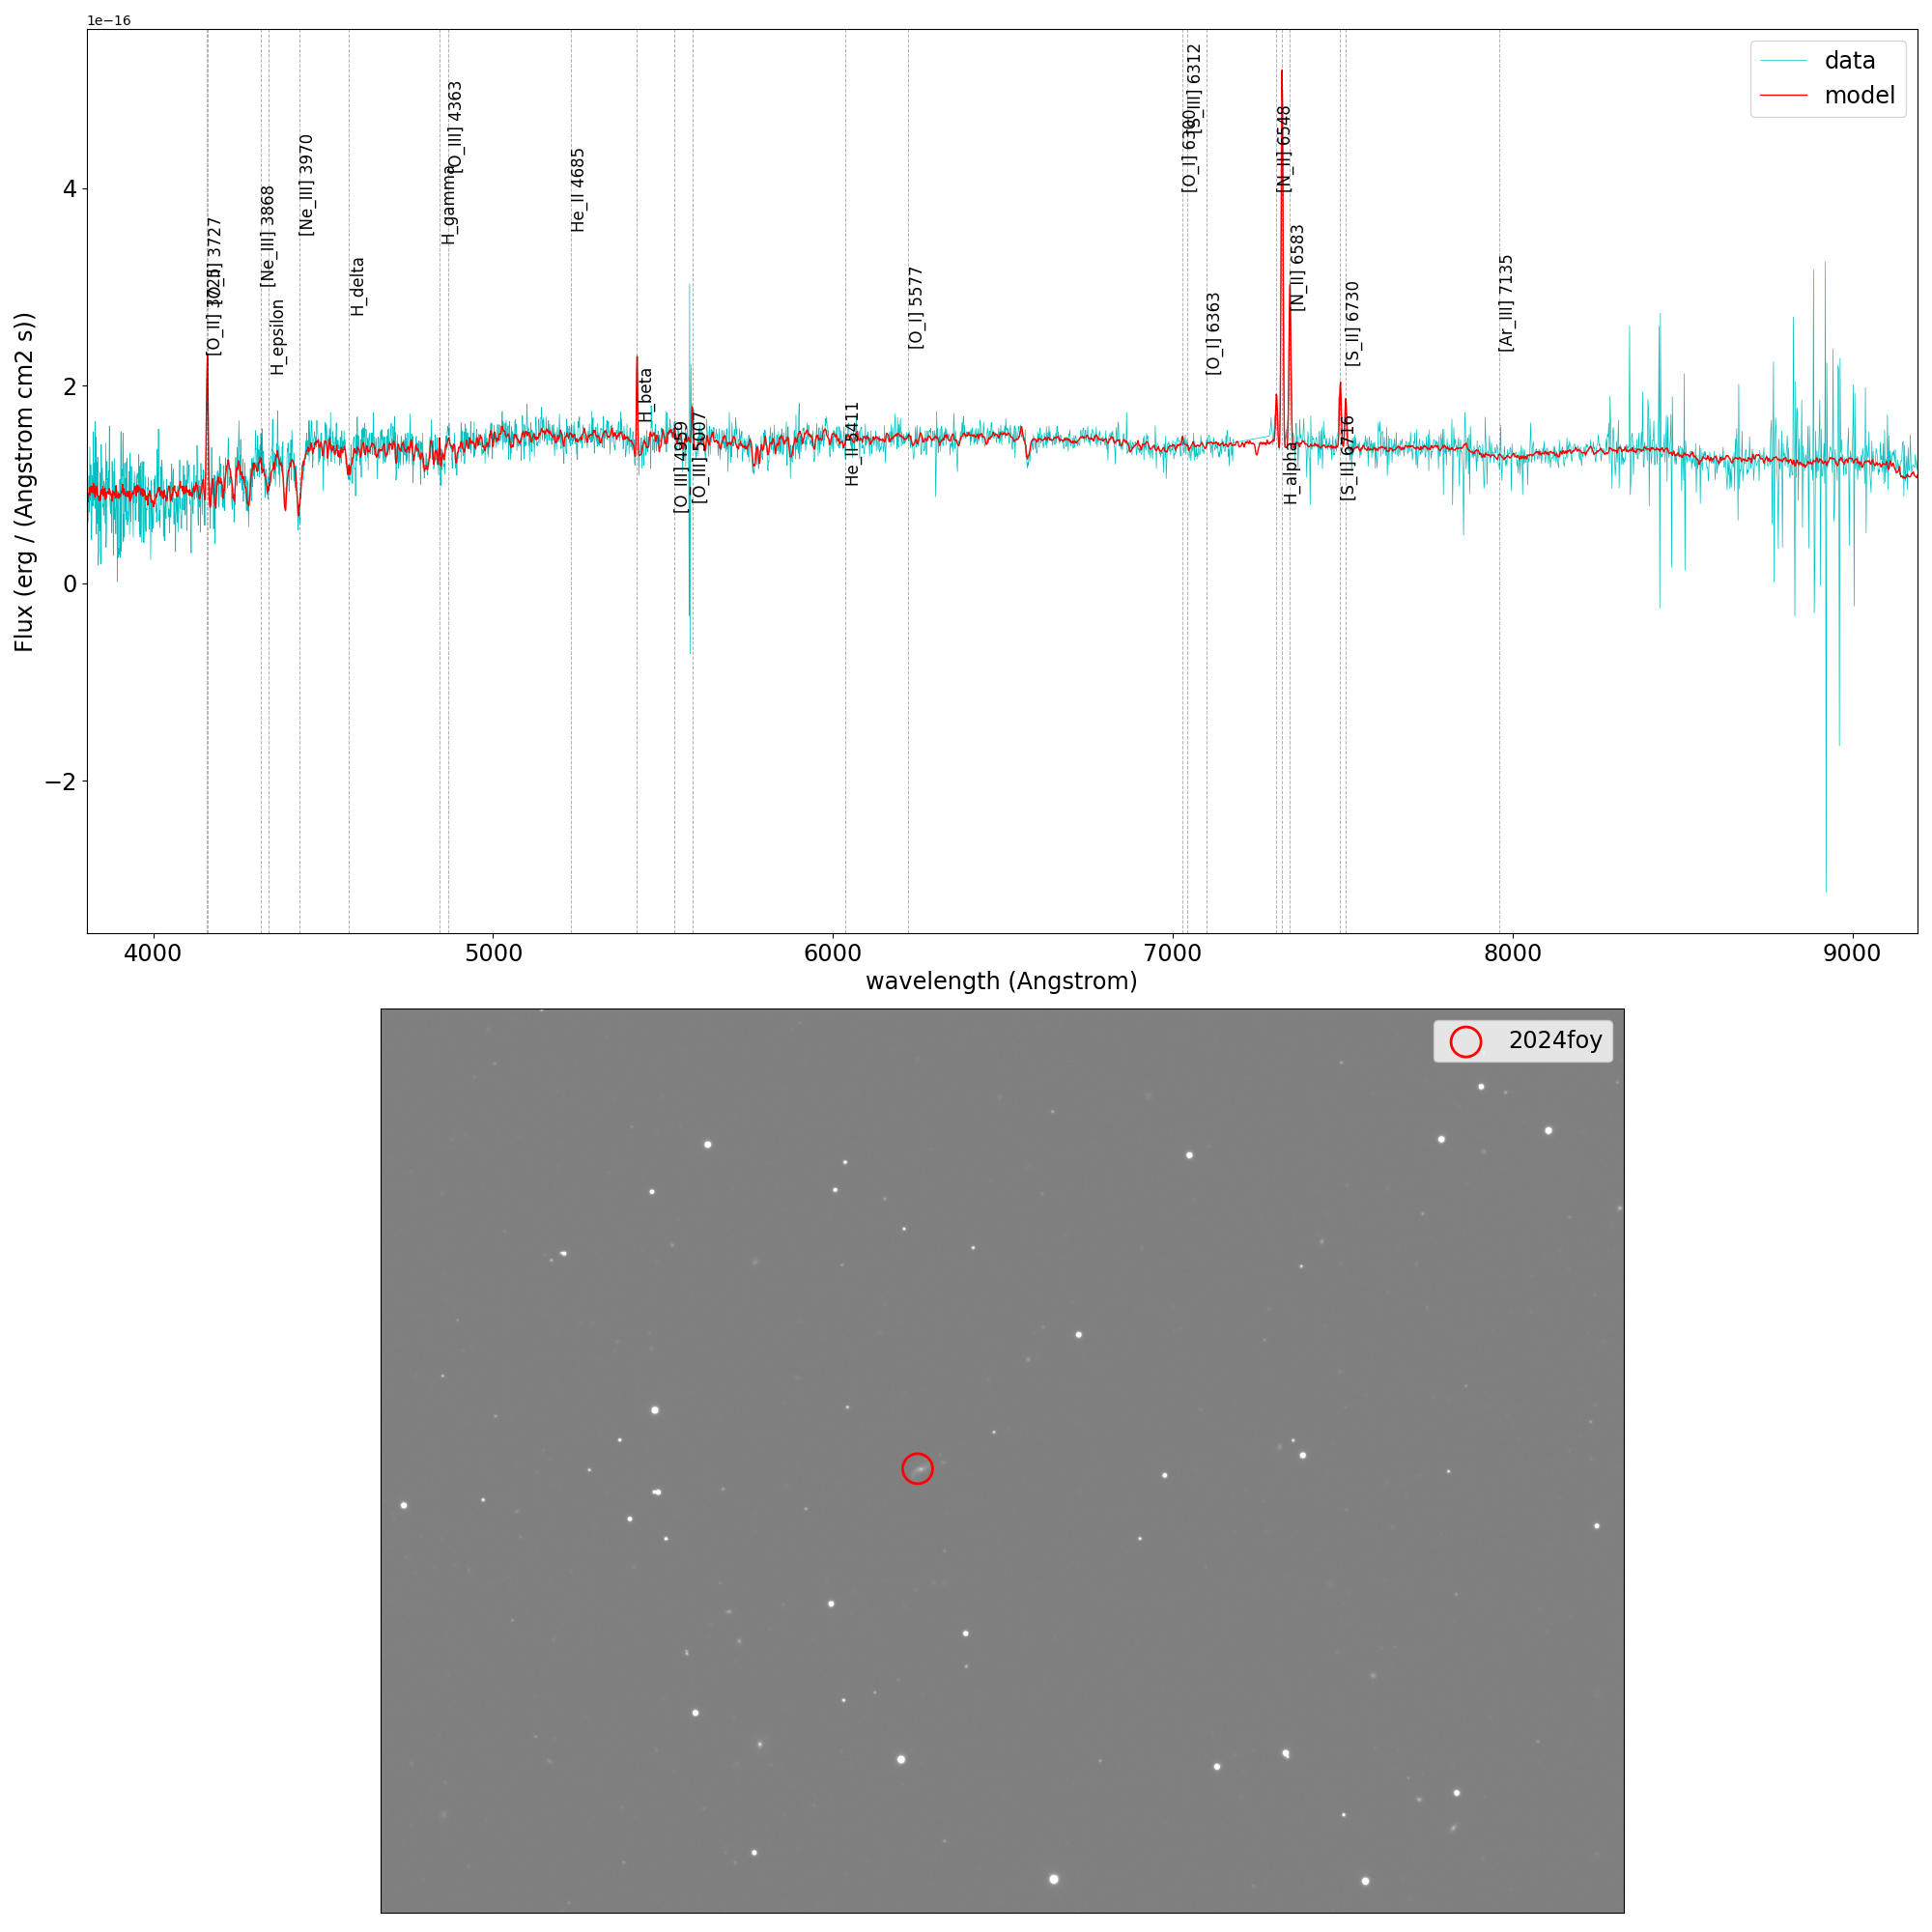 1e−16
data
model
[O_III] 4363
[S_III] 6312
[O_I] 6300
[N_II] 6548
[Ne_III] 3970
[Ne_III] 3868
H_gamma
He_II 4685
[O_II] 3727
[O_II] 3725
H_epsilon
H_delta
[O_I] 5577
[O_I] 6363
[N_II] 6583
[S_II] 6730
[Ar_III] 7135
H_beta
[O_III] 4959
[O_III] 5007
He_II 5411
H_alpha
[S_II] 6716
4
2
0
−2
Flux (erg / (Angstrom cm2 s))
4000 5000 6000 7000 8000 9000
wavelength (Angstrom)
2024foy